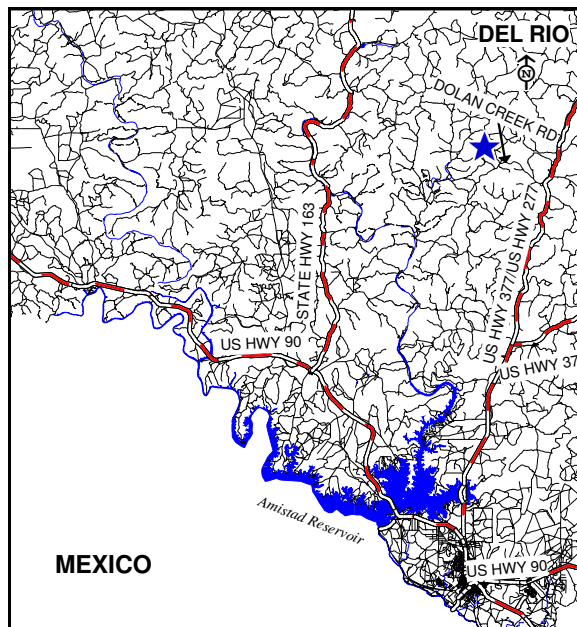 DEL RIO
N
DOLAN CREEK RD
STATE HWY 163
US HWY 377/US HWY 277
US HWY 90
US HWY 37
Amistad Reservoir
MEXICO
US HWY 90